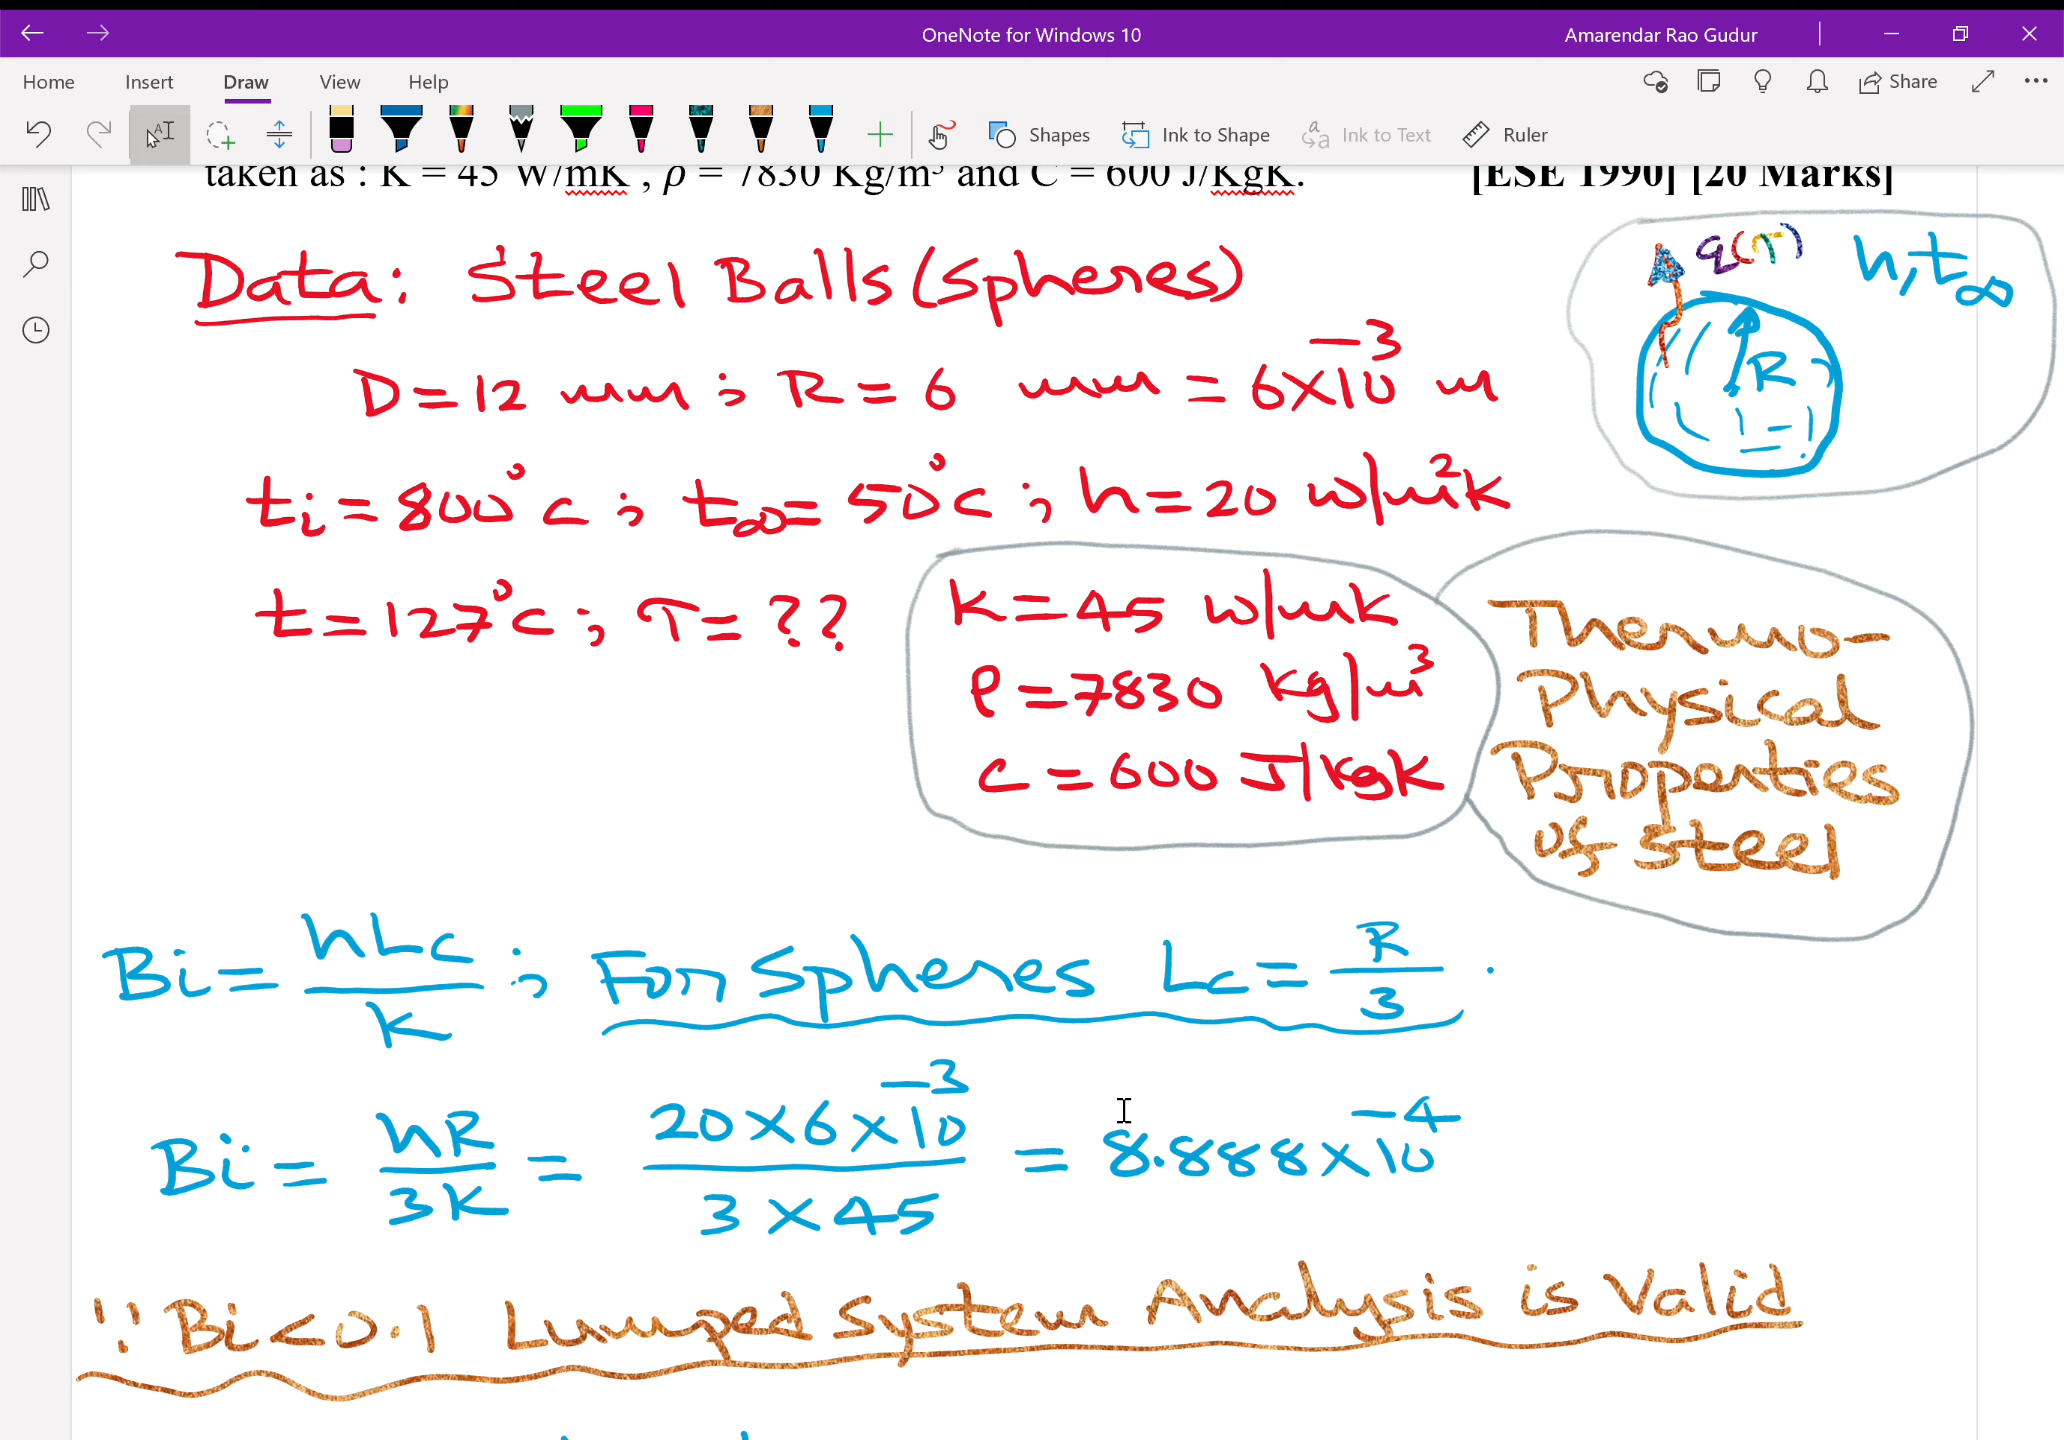 OneNote for Windows 10
Amarendar Rao Gudur
Home Insert Draw View Help
Share
Shapes Ink to Shape Ink to Text Ruler
taken as : K = 45 W/mK , ρ = 7830 Kg/m³ and C = 600 J/KgK. [ESE 1990] [20 Marks]
Data: Steel Balls (Spheres)
q(τ) h, t∞
R
D = 12 mm ; R = 6 mm = 6×10⁻³ m
ti = 800°C ; t∞ = 50°C ; h = 20 W/m²K
t = 127°C ; τ = ??
K = 45 W/mK
ρ = 7830 Kg/m³
C = 600 J/KgK
Thermo-
Physical
Properties
of Steel
Bi = hLc/K ; For Spheres Lc = R/3 .
Bi = hR/3K = 20×6×10⁻³/3×45 = 8.888×10⁻⁴
∵ Bi<0.1 Lumped System Analysis is Valid